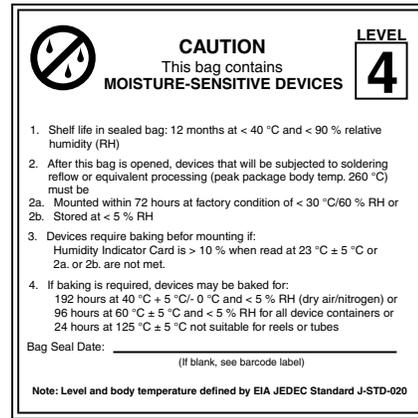 LEVEL
4
CAUTION
This bag contains
MOISTURE-SENSITIVE DEVICES
1. Shelf life in sealed bag: 12 months at < 40 °C and < 90 % relative
humidity (RH)
2. After this bag is opened, devices that will be subjected to soldering
reflow or equivalent processing (peak package body temp. 260 °C)
must be
2a. Mounted within 72 hours at factory condition of < 30 °C/60 % RH or
2b. Stored at < 5 % RH
3. Devices require baking befor mounting if:
Humidity Indicator Card is > 10 % when read at 23 °C ± 5 °C or
2a. or 2b. are not met.
4. If baking is required, devices may be baked for:
192 hours at 40 °C + 5 °C/- 0 °C and < 5 % RH (dry air/nitrogen) or
96 hours at 60 °C ± 5 °C and < 5 % RH for all device containers or
24 hours at 125 °C ± 5 °C not suitable for reels or tubes
Bag Seal Date:
(If blank, see barcode label)
Note: Level and body temperature defined by EIA JEDEC Standard J-STD-020